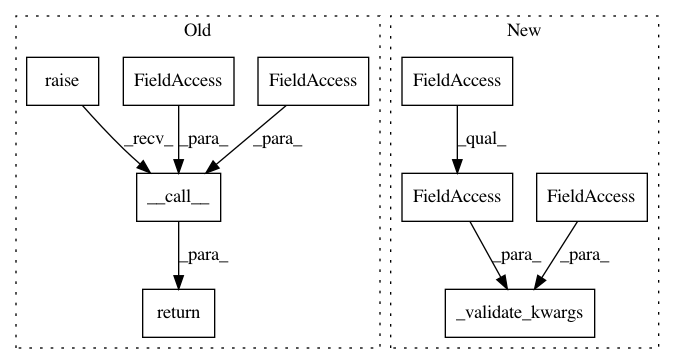 Old
New
raise
FieldAccess
FieldAccess
FieldAccess
_recv_
_para_
_para_
_qual_
__call__
FieldAccess
FieldAccess
_para_
_para_
_para_
return
_validate_kwargs